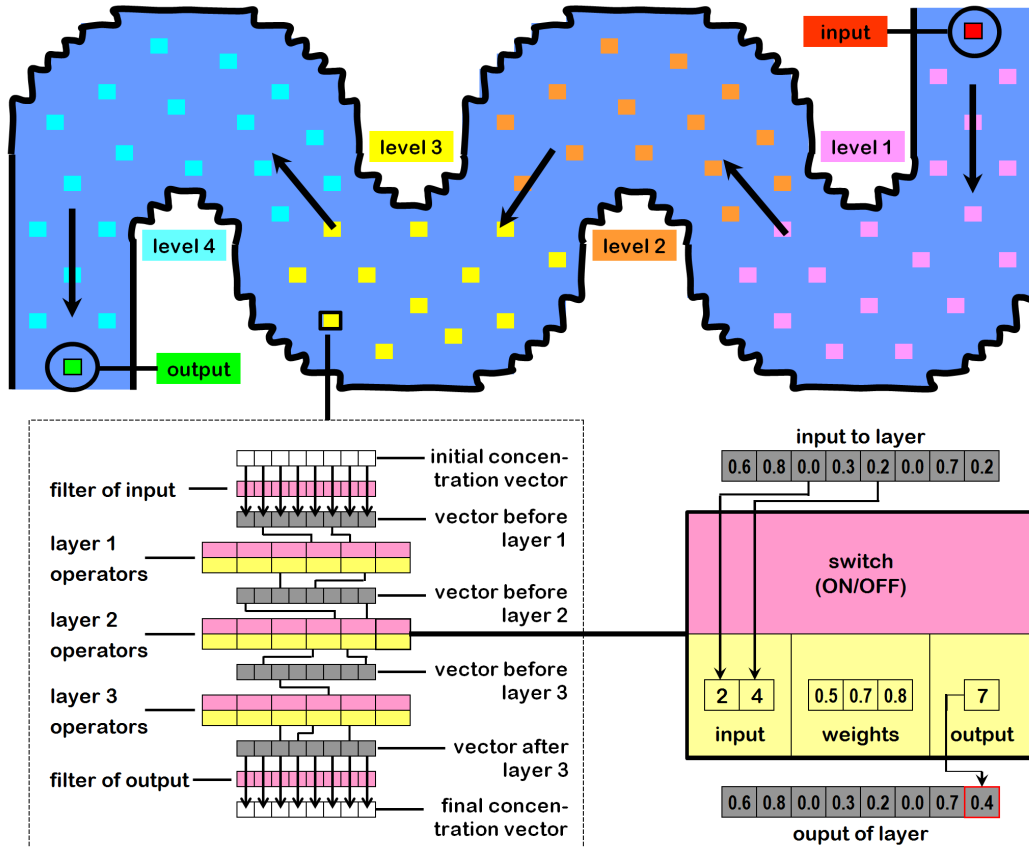 input
level 3
level 1
level 4
level 2
output
initial concen-
tration vector
filter of input
vector before
layer 1
layer 1
operators
vector before
layer 2
layer 2
operators
vector before
layer 3
layer 3
operators
vector after
layer 3
filter of output
final concen-
tration vector
input to layer
0.6 0.8 0.0 0.3 0.2 0.0 0.7 0.2
switch
(ON/OFF)
2 4 0.5 0.7 0.8 7
input weights output
0.6 0.8 0.0 0.3 0.2 0.0 0.7 0.4
ouput of layer